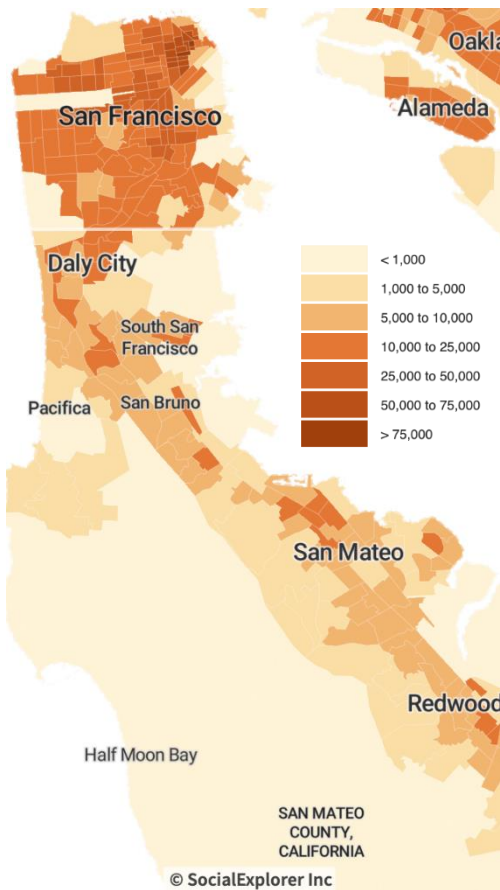 Oakla
San Francisco
Alameda
Daly City
< 1,000
1,000 to 5,000
5,000 to 10,000
10,000 to 25,000
25,000 to 50,000
50,000 to 75,000
> 75,000
South San
Francisco
Pacifica
San Bruno
San Mateo
Redwood
Half Moon Bay
SAN MATEO
COUNTY,
CALIFORNIA
© SocialExplorer Inc